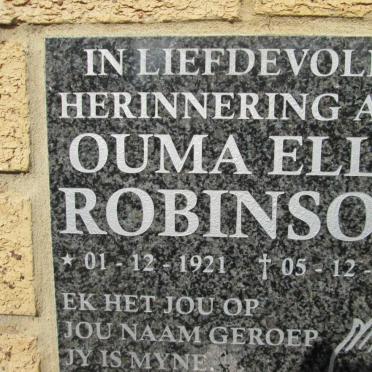 IN LIEFDEVOLL
HERINNERING A
OUMA ELL
ROBINSO
* 01 - 12 - 1921 † 05 - 12 -
EK HET JOU OP
JOU NAAM GEROEP
JY IS MYNE.